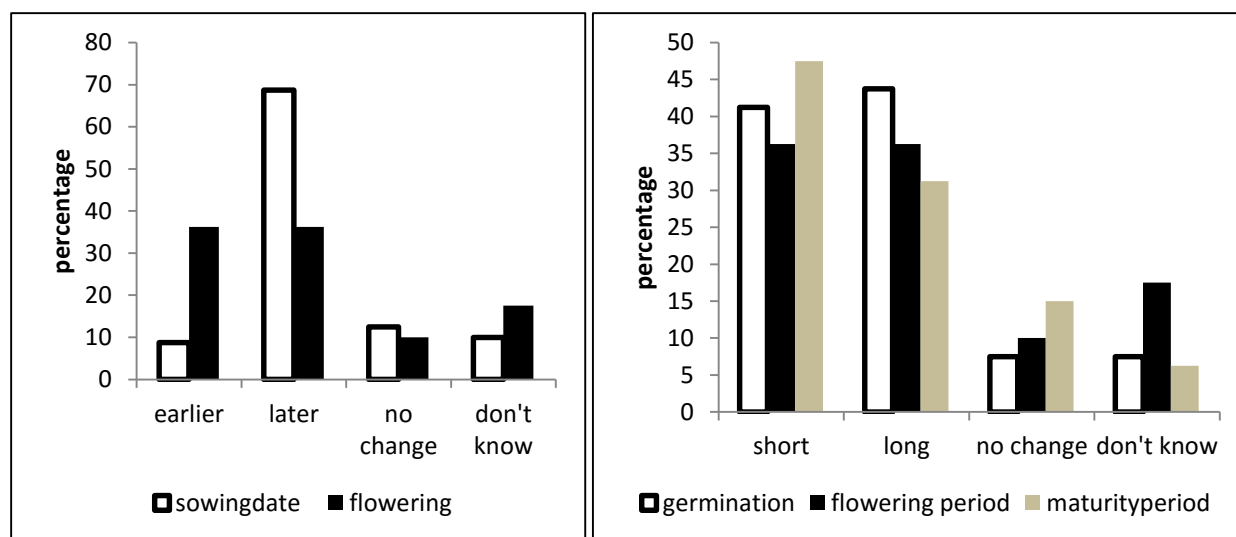 80
70
60
50
40
30
20
10
0
percentage
earlier
later
no
change
don't
know
sowingdate
flowering
50
45
40
35
30
25
20
15
10
5
0
percentage
short
long
no change
don't know
germination
flowering period
maturityperiod